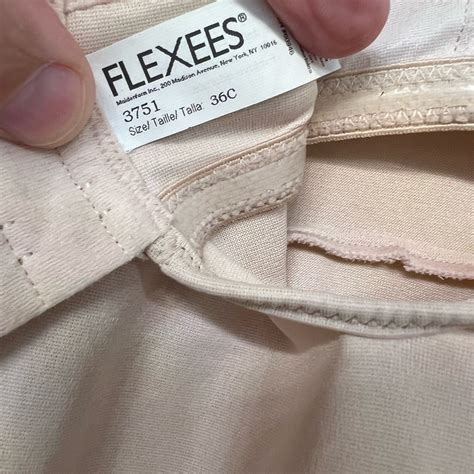 FLEXEES®
Maidenform Inc., 200 Madison Avenue, New York, NY, 10016
3751
Size/ Taille/ Talla: 36C